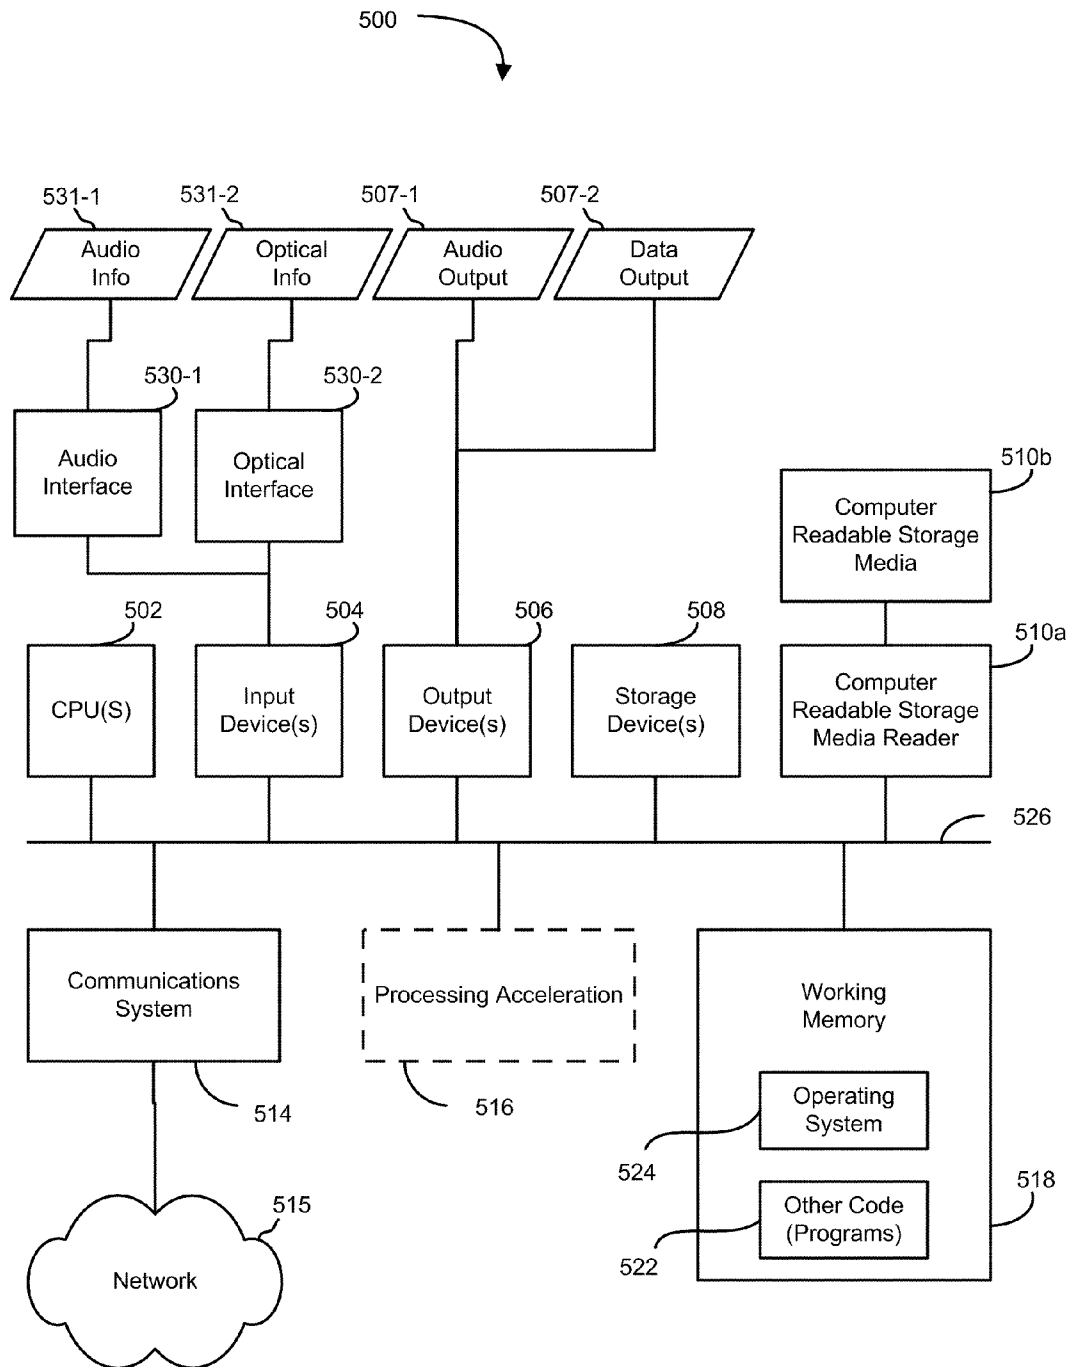 500
531-1
531-2
507-1
507-2
Audio
Info
Optical
Info
Audio
Output
Data
Output
530-1
530-2
Audio
Interface
Optical
Interface
510b
Computer
Readable Storage
Media
502
504
506
508
510a
CPU(S)
Input
Device(s)
Output
Device(s)
Storage
Device(s)
Computer
Readable Storage
Media Reader
526
Communications
System
Processing Acceleration
Working
Memory
514
516
Operating
System
524
518
Other Code
(Programs)
522
515
Network